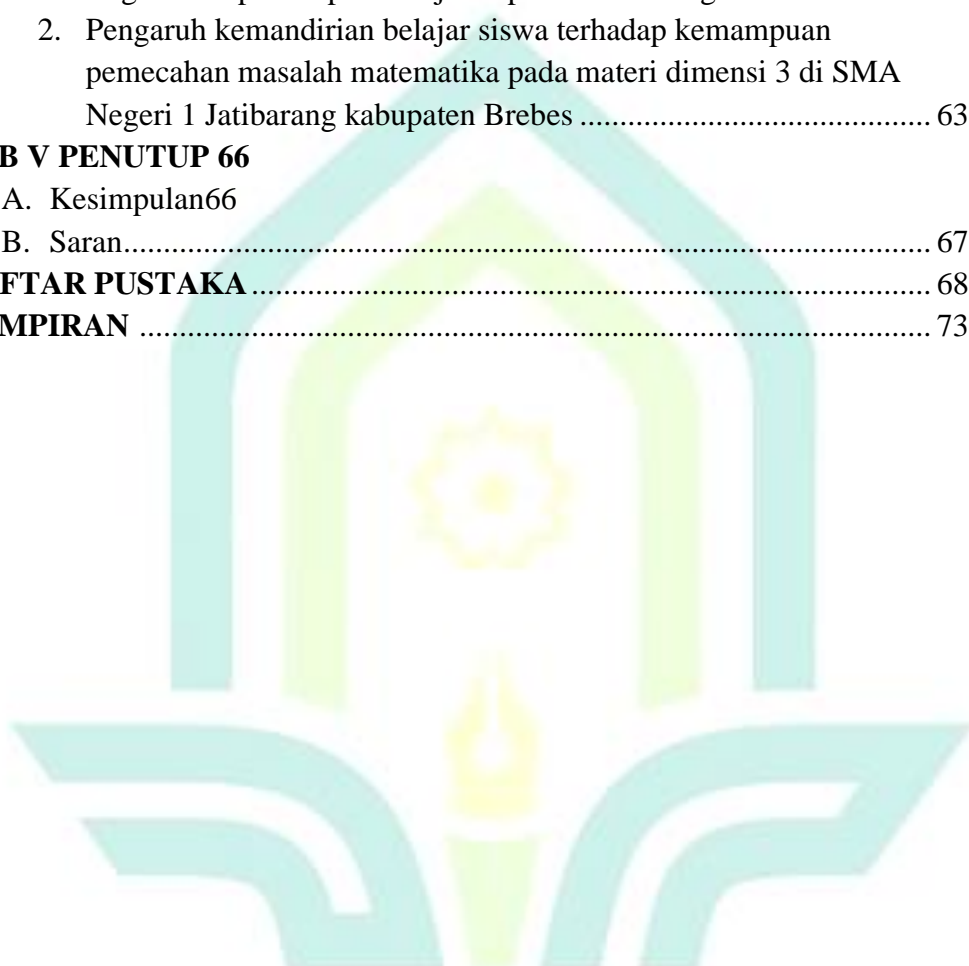 2. Pengaruh kemandirian belajar siswa terhadap kemampuan
pemecahan masalah matematika pada materi dimensi 3 di SMA
Negeri 1 Jatibarang kabupaten Brebes ..................................... 63
B V PENUTUP 66
A. Kesimpulan66
B. Saran..................................................................................... 67
FTAR PUSTAKA........................................................................ 68
MPIRAN ................................................................................... 73